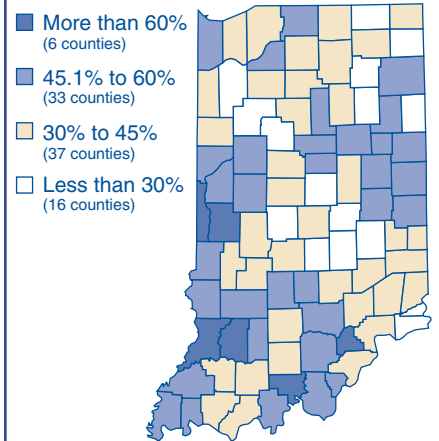 More than 60%
(6 counties)
45.1% to 60%
(33 counties)
30% to 45%
(37 counties)
Less than 30%
(16 counties)